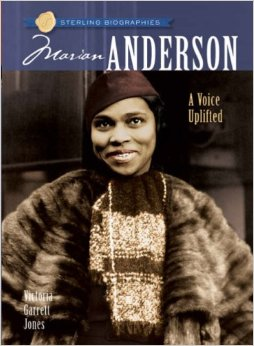 STERLING BIOGRAPHIES
Marian ANDERSON
A Voice
Uplifted
Victoria
Garrett
Jones